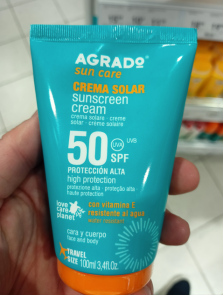 AGRADO
sun care
CREMA SOLAR
sunscreen
cream
crema solare · creme
solar · crème solaire
50 SPF
UVA
UVB
PROTECCIÓN ALTA
high protection
protezione alta · proteção alta
haute protection
love
care
planet
con vitamina E
resistente al agua
water resistant
cara y cuerpo
face and body
TRAVEL
SIZE 100ml 3,4fl.Oz.